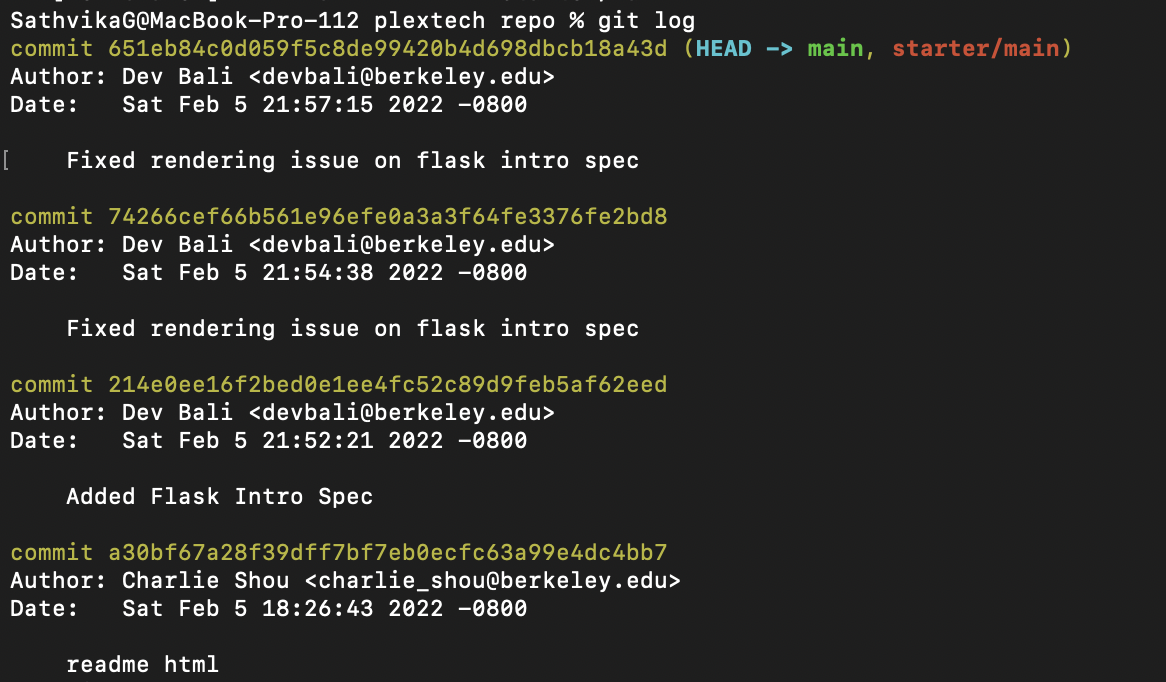 SathvikaG@MacBook-Pro-112 plextech repo % git log
commit 651eb84c0d059f5c8de99420b4d698dbcb18a43d (HEAD -> main, starter/main)
Author: Dev Bali <devbali@berkeley.edu>
Date:   Sat Feb 5 21:57:15 2022 -0800
[    Fixed rendering issue on flask intro spec
commit 74266cef66b561e96efe0a3a3f64fe3376fe2bd8
Author: Dev Bali <devbali@berkeley.edu>
Date:   Sat Feb 5 21:54:38 2022 -0800
Fixed rendering issue on flask intro spec
commit 214e0ee16f2bed0e1ee4fc52c89d9feb5af62eed
Author: Dev Bali <devbali@berkeley.edu>
Date:   Sat Feb 5 21:52:21 2022 -0800
Added Flask Intro Spec
commit a30bf67a28f39dff7bf7eb0ecfc63a99e4dc4bb7
Author: Charlie Shou <charlie_shou@berkeley.edu>
Date:   Sat Feb 5 18:26:43 2022 -0800
readme html